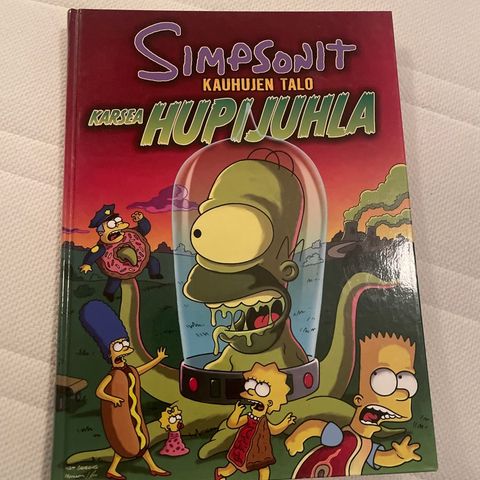 SIMPSONIT
KAUHUJEN TALO
KARSEA
HUPIJUHLA